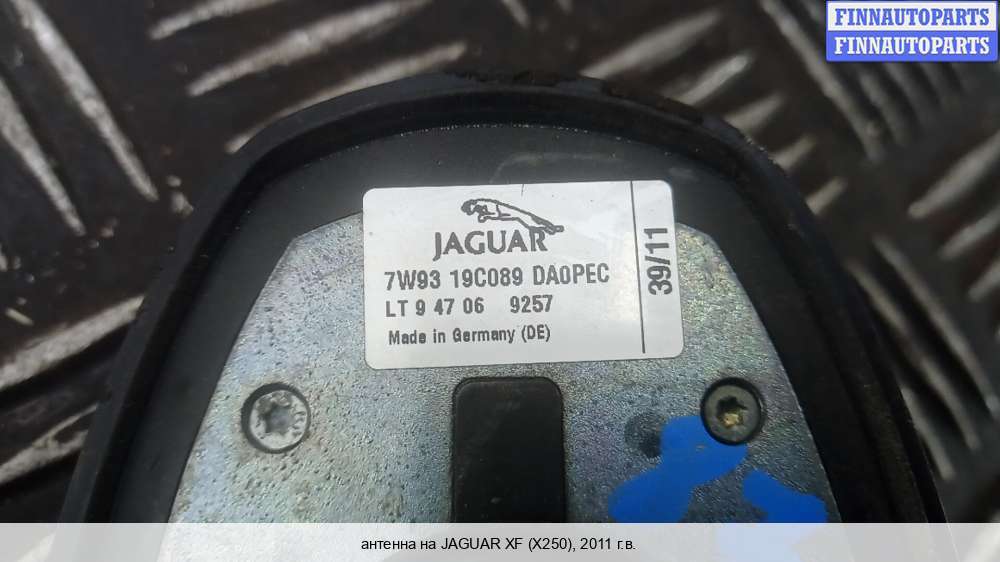 FINNAUTOPARTS
FINNAUTOPARTS
JAGUAR
7W93 19C089 DA0PEC
LT 9 47 06 9257
Made in Germany (DE)
39/11
антенна на JAGUAR XF (X250), 2011 г.в.